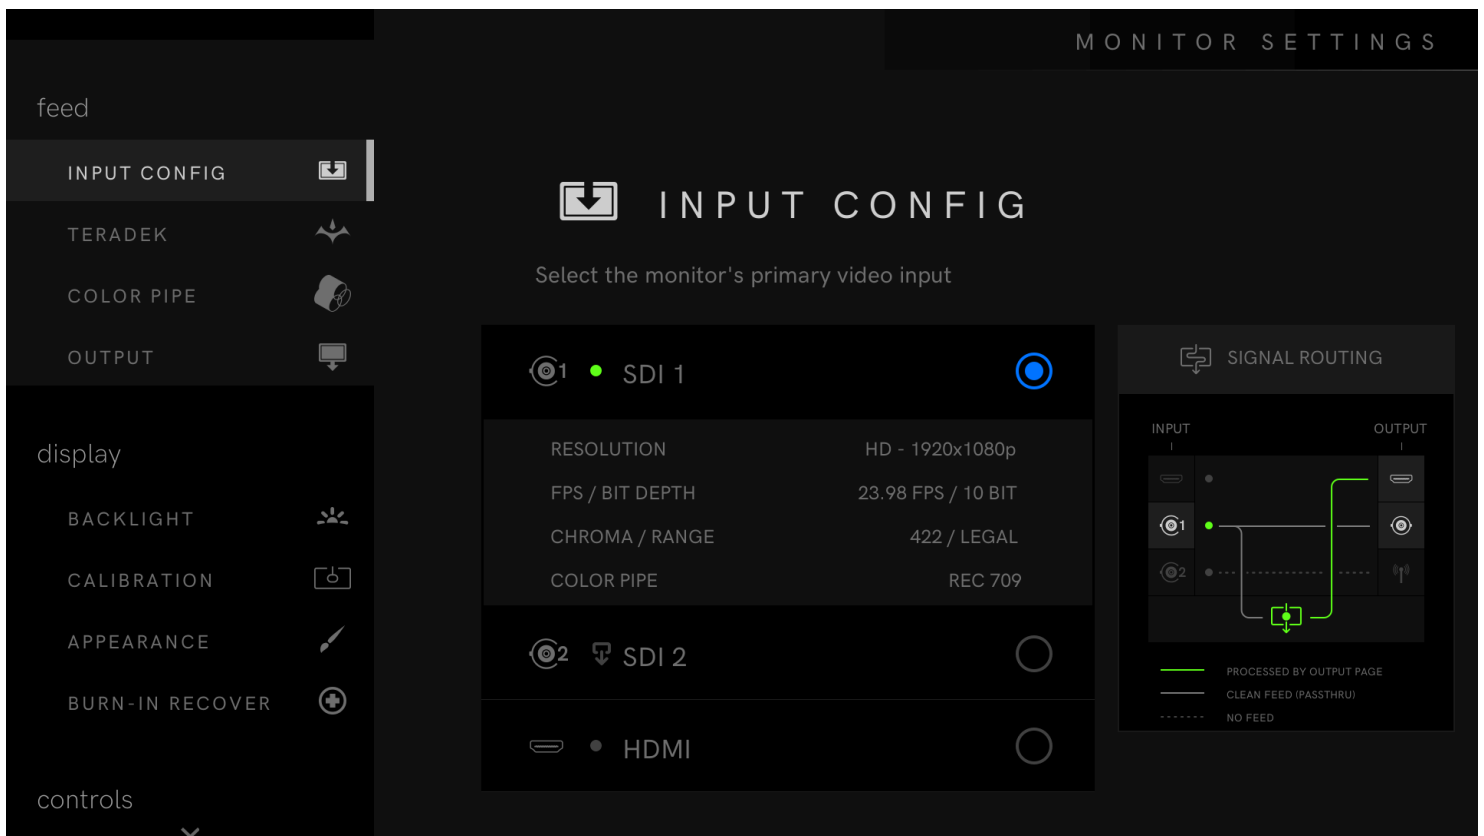 MONITOR SETTINGS
feed
INPUT CONFIG
TERADEK
COLOR PIPE
OUTPUT
display
BACKLIGHT
CALIBRATION
APPEARANCE
BURN-IN RECOVER
controls
INPUT CONFIG
Select the monitor's primary video input
1 SDI 1
RESOLUTION HD - 1920x1080p
FPS / BIT DEPTH 23.98 FPS / 10 BIT
CHROMA / RANGE 422 / LEGAL
COLOR PIPE REC 709
2 SDI 2
HDMI
SIGNAL ROUTING
INPUT OUTPUT
1
2
PROCESSED BY OUTPUT PAGE
CLEAN FEED (PASSTHRU)
NO FEED